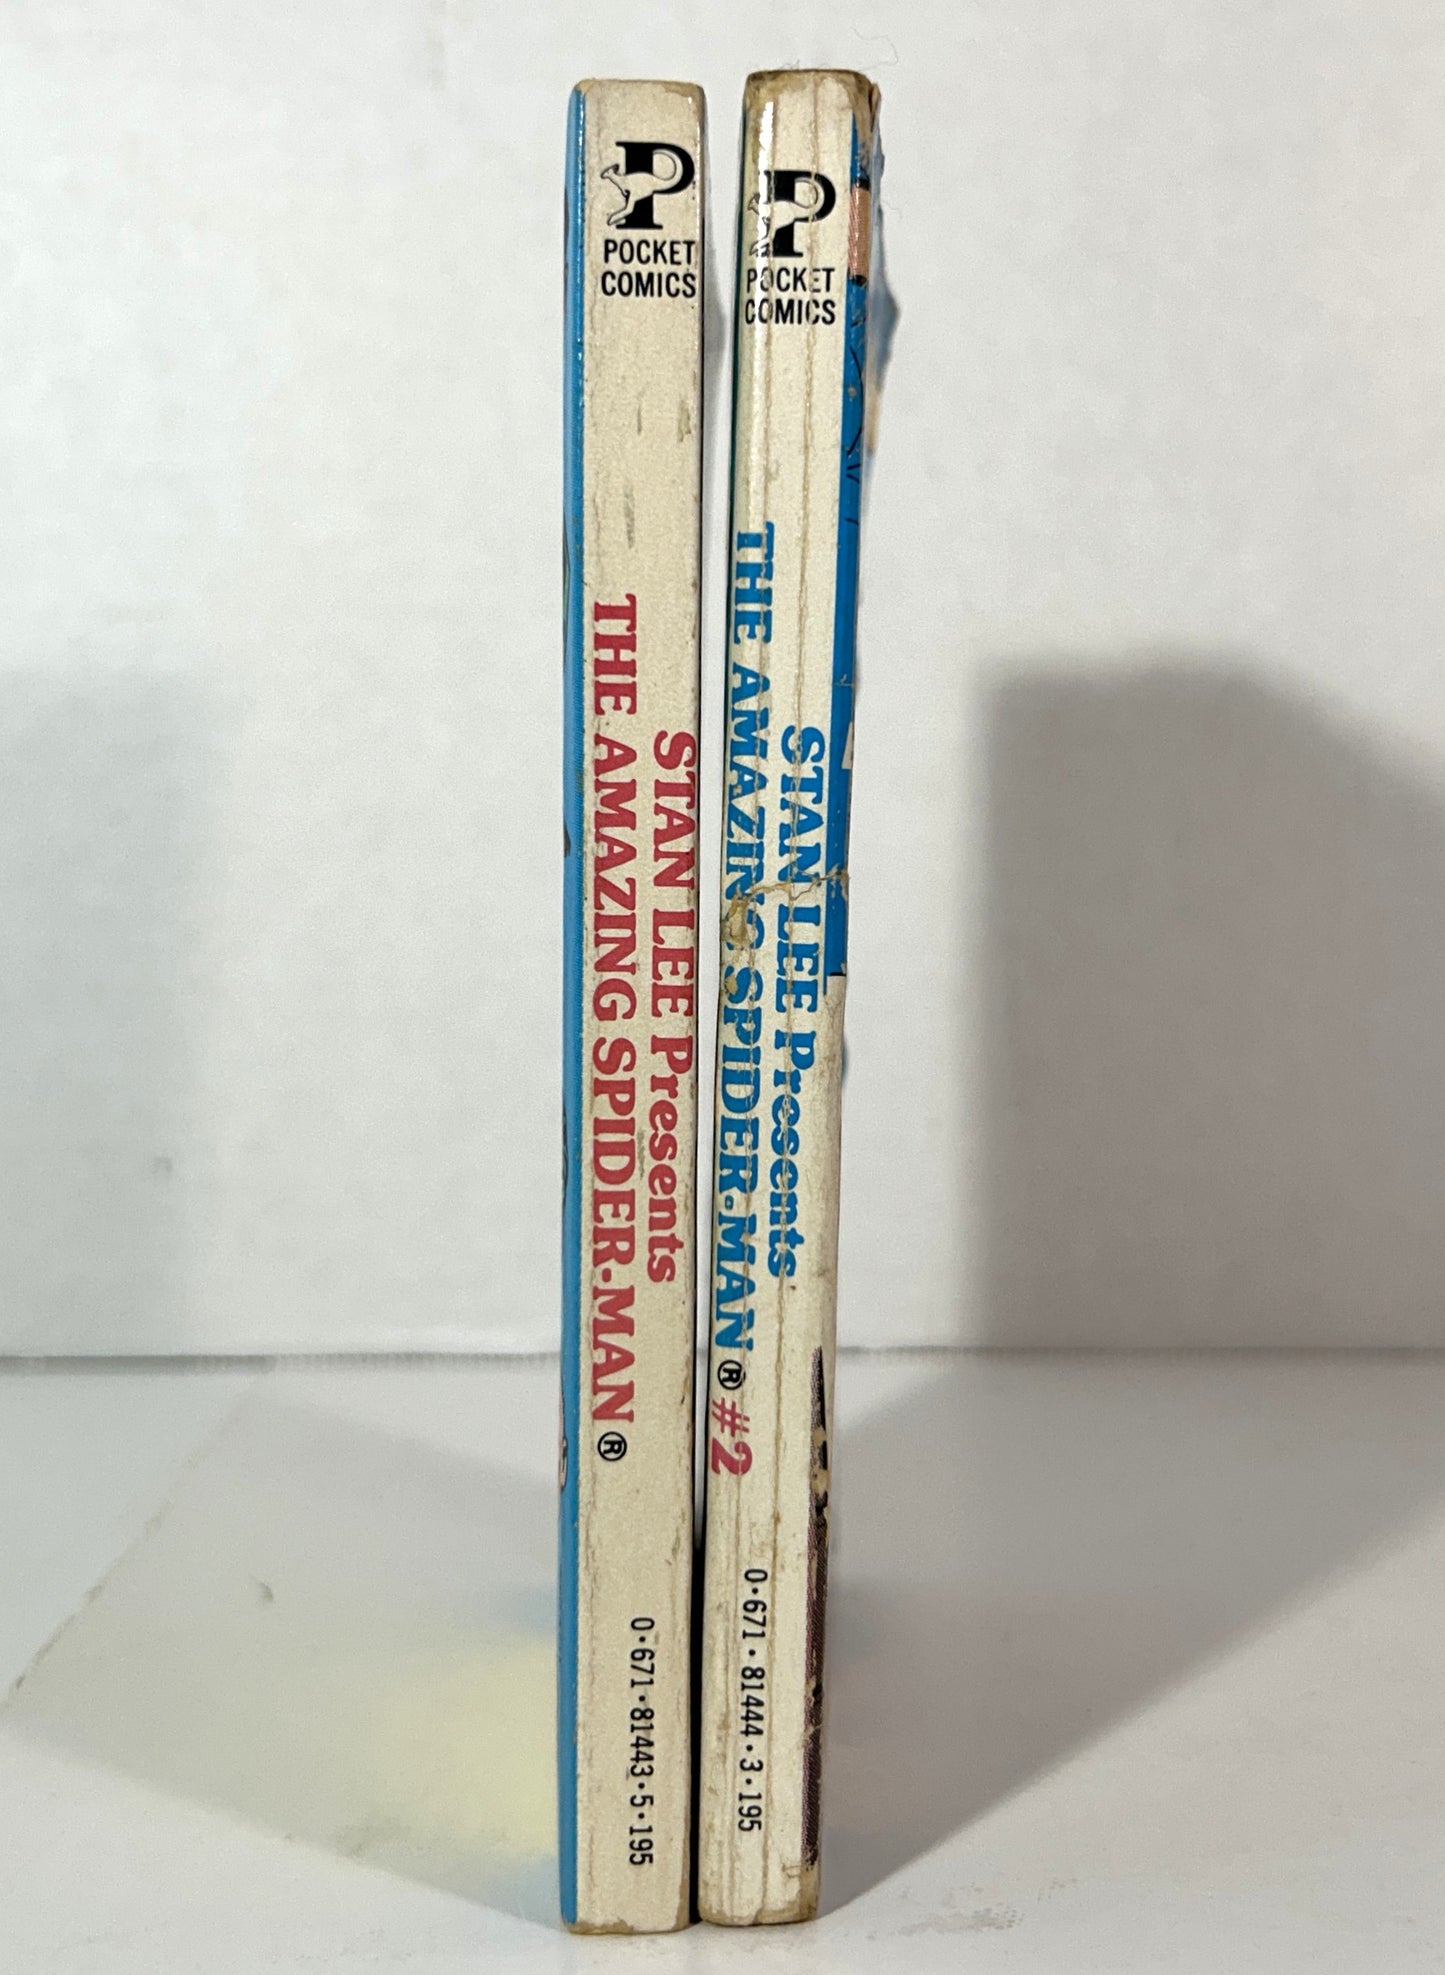 P
POCKET
COMICS
STAN LEE Presents
THE AMAZING SPIDER-MAN ®
0·671·81443·5·195
P
POCKET
COMICS
STAN LEE Presents
THE AMAZING SPIDER-MAN ® #2
0·671·81444·3·195